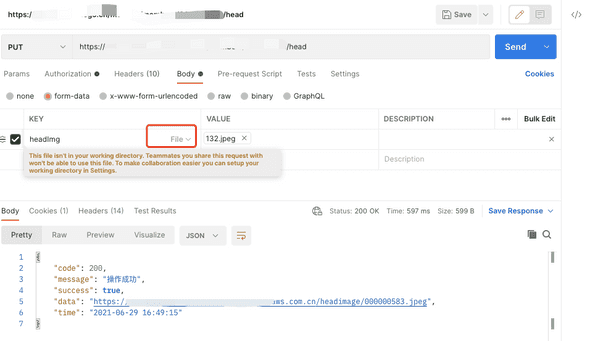 https: /head
Save
PUT https:// /head Send
Params Authorization Headers (10) Body Pre-request Script Tests Settings Cookies
none form-data x-www-form-urlencoded raw binary GraphQL
KEY VALUE DESCRIPTION Bulk Edit
headImg File 132.jpeg
Description
This file isn't in your working directory. Teammates you share this request with
won't be able to use this file. To make collaboration easier you can setup your
working directory in Settings.
Body Cookies (1) Headers (14) Test Results Status: 200 OK Time: 597 ms Size: 599 B Save Response
Pretty Raw Preview Visualize JSON
1 {
2 "code": 200,
3 "message": "操作成功",
4 "success": true,
5 "data": "https:/ aws.com.cn/headimage/000000583.jpeg",
6 "time": "2021-06-29 16:49:15"
7 }